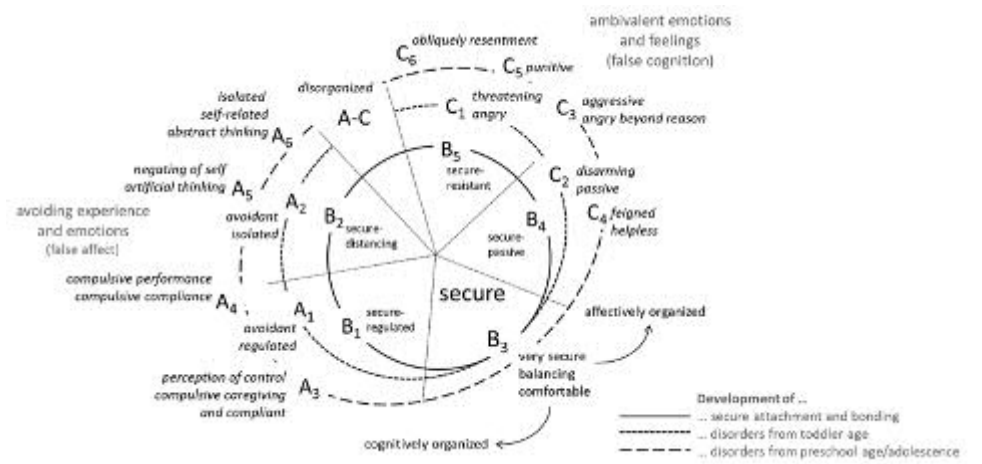 ambivalent emotions
and feelings
(false cognition)
C6 obliquely resentment
C5 punitive
disorganized
A-C
C1 threatening
angry
C3 aggressive
angry beyond reason
isolated
self-related
abstract thinking A6
B5
secure-
resistant
C2 disarming
passive
negating of self
artificial thinking A5
A2
avoidant
isolated
B2 secure-
distancing
B4
secure-
passive
C4 feigned
helpless
avoiding experience
and emotions
(false affect)
compulsive performance
compulsive compliance A4
secure
A1
avoidant
regulated
B1 secure-
regulated
B3
very secure
balancing
comfortable
affectively organized
perception of control
compulsive caregiving
and compliant
A3
cognitively organized
Development of ...
... secure attachment and bonding
... disorders from toddler age
... disorders from preschool age/adolescence